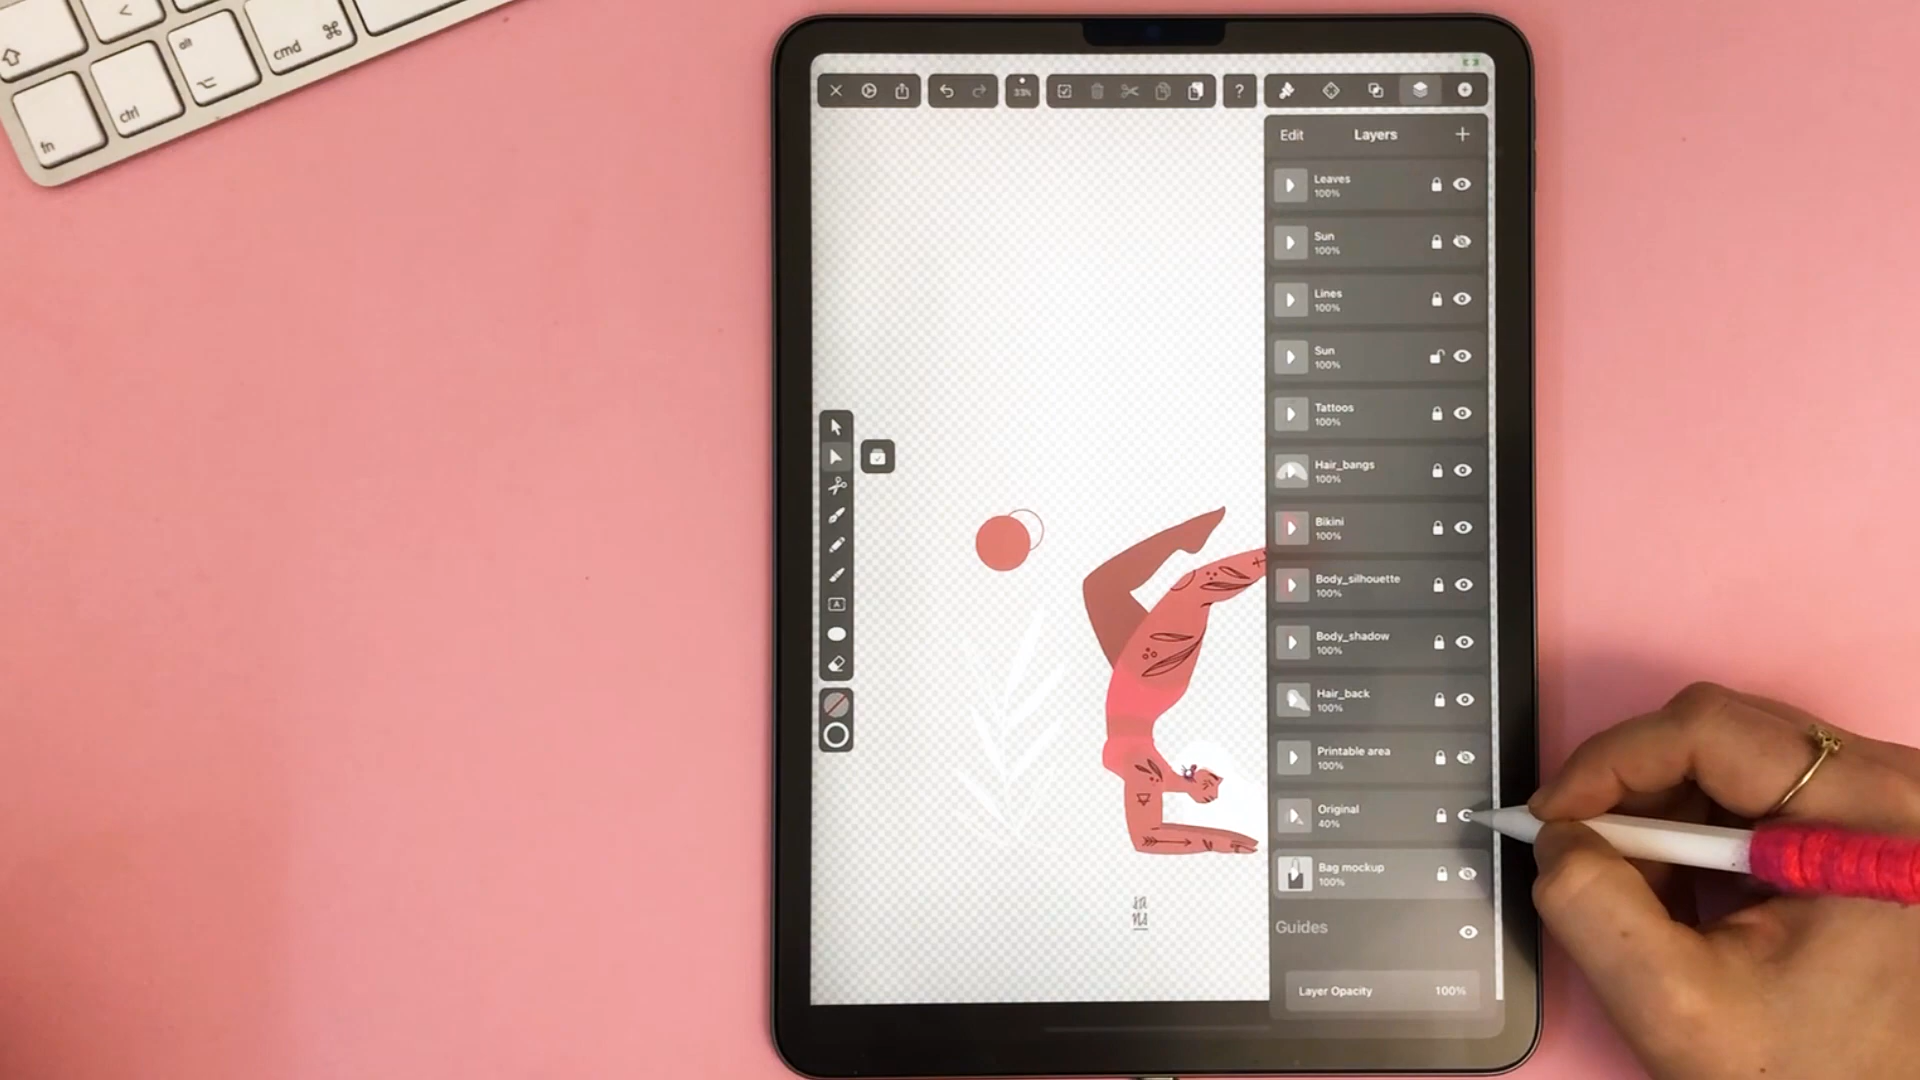 alt
cmd
ctrl
fn
?
Edit
Layers
Leaves
100%
Sun
100%
Lines
100%
Sun
100%
Tattoos
100%
Hair_bangs
100%
Bikini
100%
Body_silhouette
100%
Body_shadow
100%
Hair_back
100%
Printable area
100%
Original
40%
Bag mockup
100%
Guides
Layer Opacity
100%
A